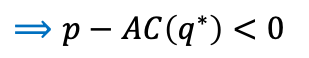 ⟹ p − AC(q*) < 0